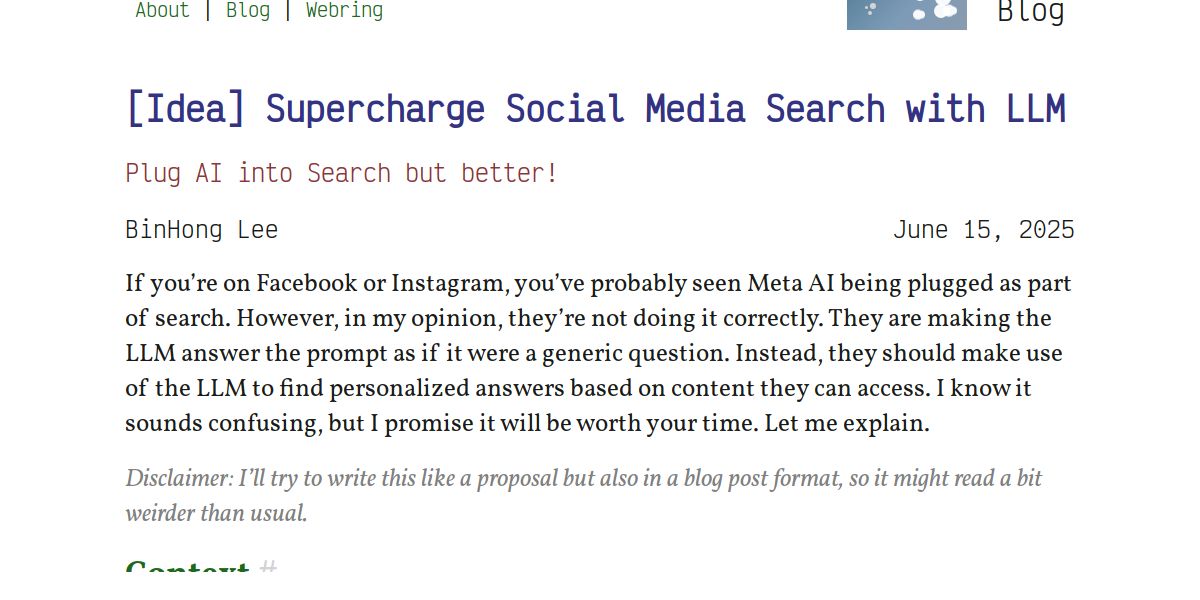 About | Blog | Webring
Blog
[Idea] Supercharge Social Media Search with LLM
Plug AI into Search but better!
BinHong Lee
June 15, 2025
If you’re on Facebook or Instagram, you’ve probably seen Meta AI being plugged as part
of search. However, in my opinion, they’re not doing it correctly. They are making the
LLM answer the prompt as if it were a generic question. Instead, they should make use
of the LLM to find personalized answers based on content they can access. I know it
sounds confusing, but I promise it will be worth your time. Let me explain.
Disclaimer: I’ll try to write this like a proposal but also in a blog post format, so it might read a bit
weirder than usual.
Context #